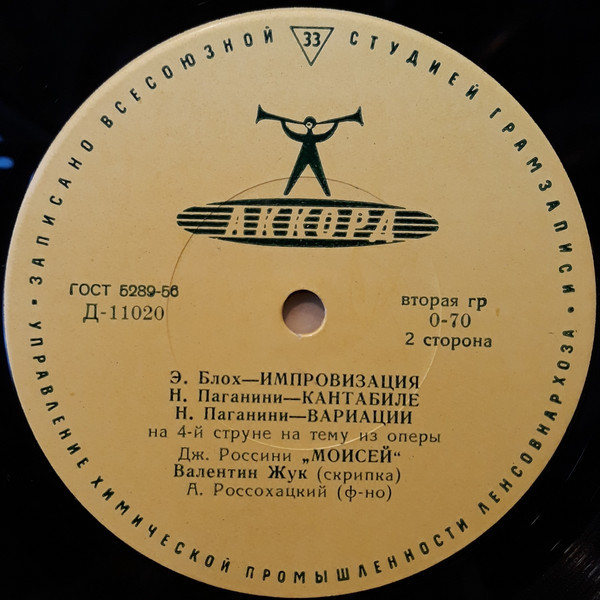 ЗАПИСАНО ВСЕСОЮЗНОЙ СТУДИЕЙ ГРАМЗАПИСИ
33
АККОРД
ГОСТ 5289-56
Д-11020
вторая гр
0-70
2 сторона
Э. Блох—ИМПРОВИЗАЦИЯ
Н. Паганини—КАНТАБИЛЕ
Н. Паганини—ВАРИАЦИИ
на 4-й струне на тему из оперы
Дж. Россини „МОИСЕЙ“
Валентин Жук (скрипка)
А. Россохацкий (ф-но)
УПРАВЛЕНИЕ ХИМИЧЕСКОЙ ПРОМЫШЛЕННОСТИ ЛЕНСОВНАРХОЗА